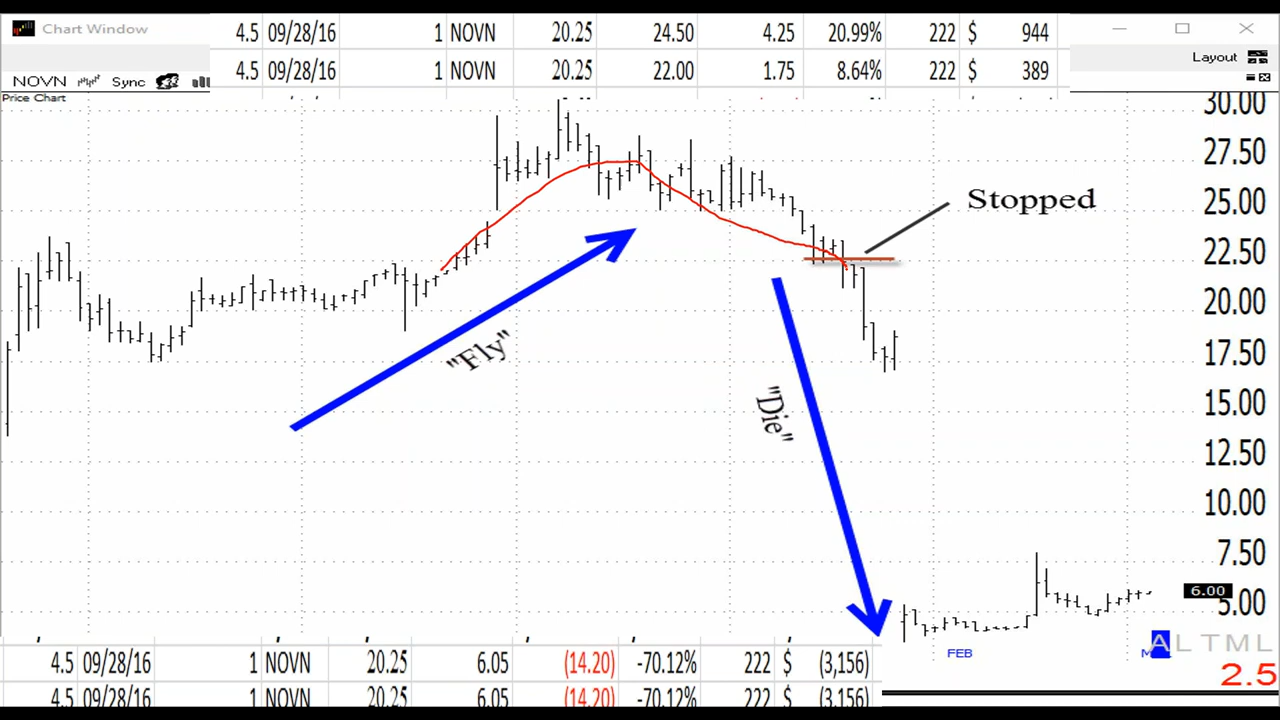 Chart Window
4.5 09/28/16 1 NOVN 20.25 24.50 4.25 20.99% 222 $ 944
4.5 09/28/16 1 NOVN 20.25 22.00 1.75 8.64% 222 $ 389
Layout
NOVN Sync
Price Chart
30.00
27.50
25.00
22.50
20.00
17.50
15.00
12.50
10.00
7.50
6.00
5.00
2.5
Stopped
"Fly"
"Die"
FEB
M
ALTML
4.5 09/28/16 1 NOVN 20.25 6.05 (14.20) -70.12% 222 $ (3,156)
4.5 09/28/16 1 NOVN 20.25 6.05 (14.20) -70.12% 222 $ (3,156)